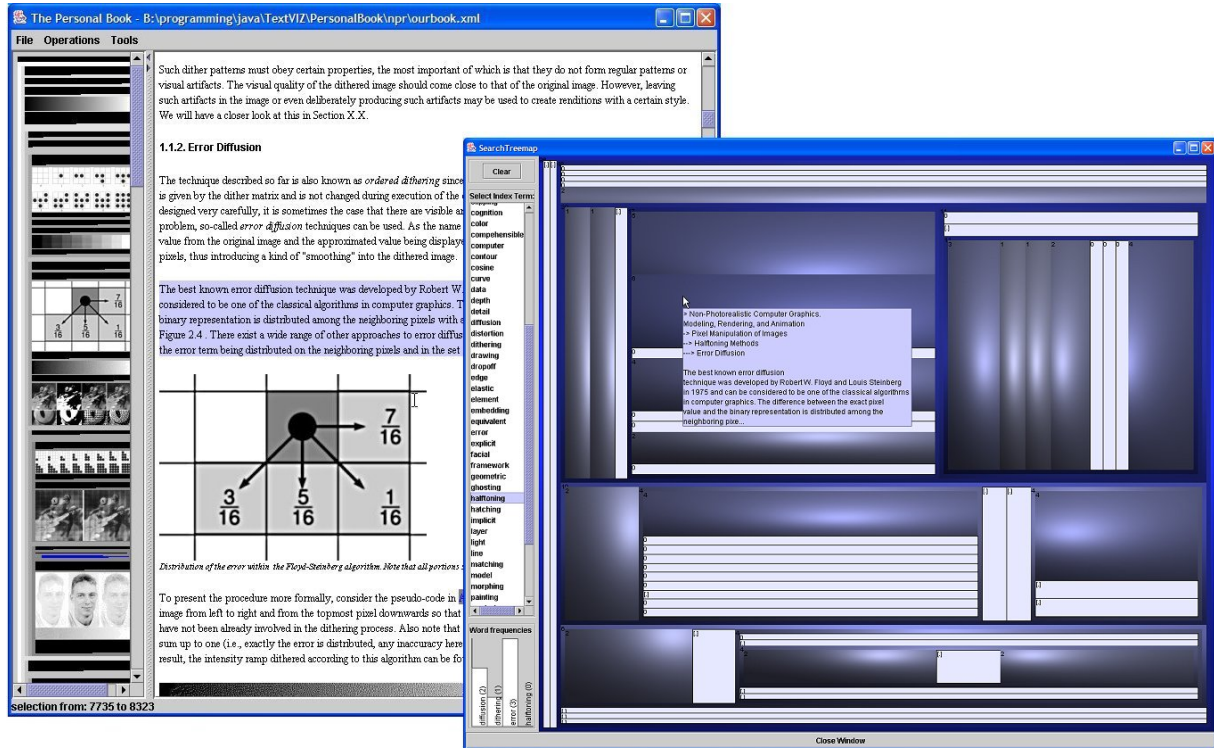 The Personal Book - B:\programming\java\TextVIZ\PersonalBook\npr\ourbook.xml
File Operations Tools
Such dither patterns must obey certain properties, the most important of which is that they do not form regular patterns or
visual artifacts. The visual quality of the dithered image should come close to that of the original image. However, leaving
such artifacts in the image or even deliberately producing such artifacts may be used to create renditions with a certain style.
We will have a closer look at this in Section X.X.
1.1.2. Error Diffusion
The technique described so far is also known as ordered dithering since
is given by the dither matrix and is not changed during execution of the
designed very carefully, it is sometimes the case that there are visible
problem, so-called error diffusion techniques can be used. As the name
value from the original image and the approximated value being displaye
pixels, thus introducing a kind of "smoothing" into the dithered image.
The best known error diffusion technique was developed by Robert W.
considered to be one of the classical algorithms in computer graphics. T
binary representation is distributed among the neighboring pixels with
Figure 2.4 . There exist a wide range of other approaches to error diffus
the error term being distributed on the neighboring pixels and in the set
7/16
3/16 5/16 1/16
7/16
3/16 5/16 1/16
Distribution of the error within the Floyd-Steinberg algorithm. Note that all portions
To present the procedure more formally, consider the pseudo-code in
image from left to right and from the topmost pixel downwards so that
have not been already involved in the dithering process. Also note that
sum up to one (i.e., exactly the error is distributed, any inaccuracy here
result, the intensity ramp dithered according to this algorithm can be fo
selection from: 7735 to 8323
SearchTreemap
Clear
Select Index Term:
cognition
color
compehensible
computer
contour
cosine
curve
data
depth
detail
diffusion
distortion
dithering
drawing
dropoff
edge
elastic
element
embedding
equivalent
error
explicit
facial
framework
geometric
ghosting
halftoning
hatching
implicit
layer
light
line
matching
model
morphing
painting
Word frequencies
diffusion (2)
dithering (1)
error (3)
halftoning (0)
> Non-Photorealistic Computer Graphics.
Modeling, Rendering, and Animation
-> Pixel Manipulation of Images
--> Halftoning Methods
---> Error Diffusion
The best known error diffusion
technique was developed by Robert W. Floyd and Louis Steinberg
in 1975 and can be considered to be one of the classical algorithms
in computer graphics. The difference between the exact pixel
value and the binary representation is distributed among the
neighboring pixe...
Close Window